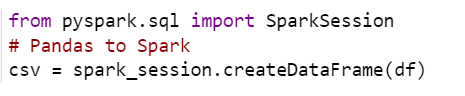 from pyspark.sql import SparkSession
# Pandas to Spark
csv = spark_session.createDataFrame(df)